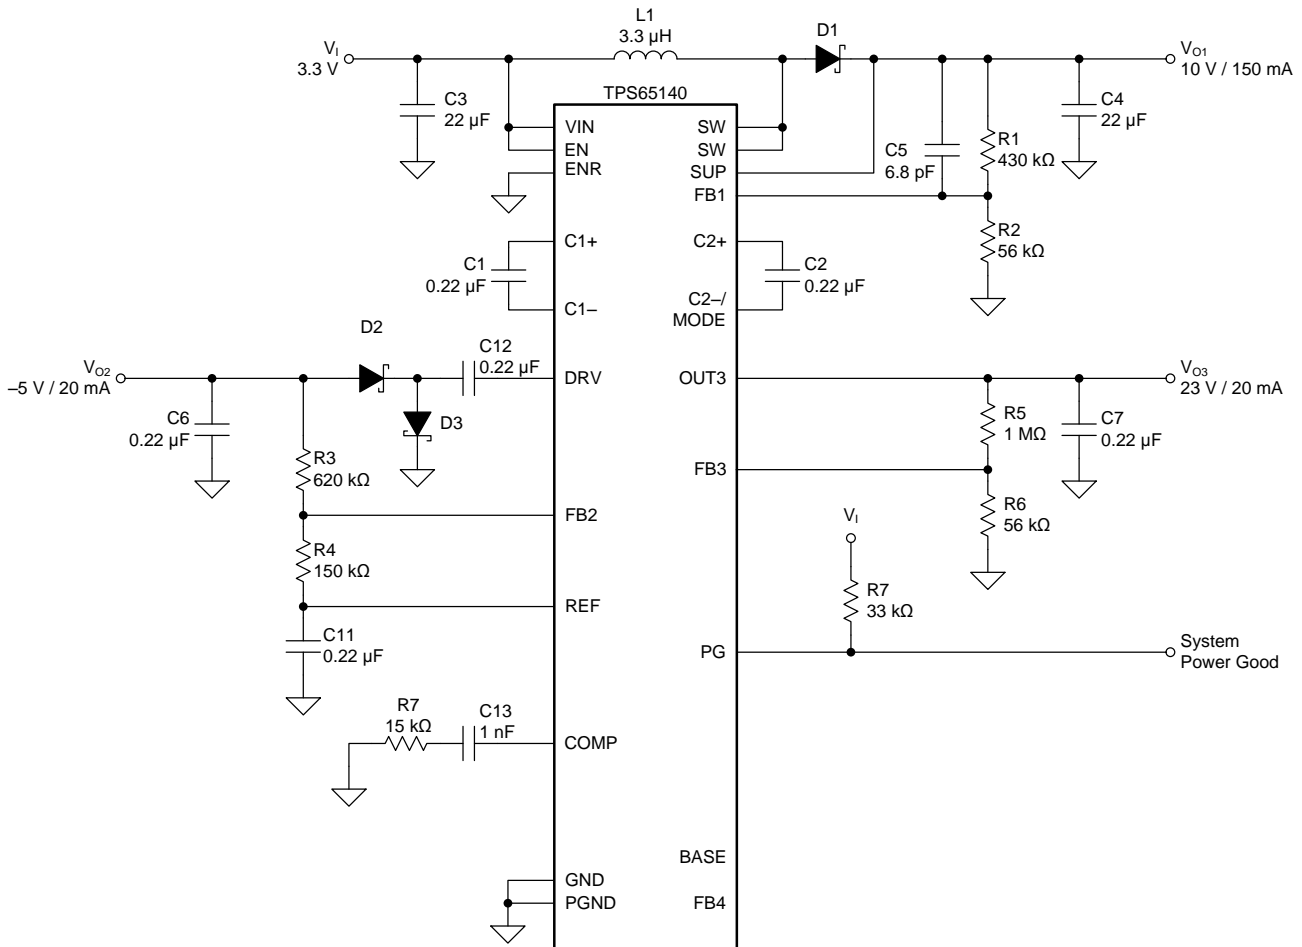 L1
3.3 µH
D1
VI
3.3 V
VO1
10 V / 150 mA
C3
22 µF
TPS65140
C4
22 µF
VIN
EN
ENR
SW
SW
SUP
FB1
C5
6.8 pF
R1
430 kΩ
R2
56 kΩ
C1+
C1
0.22 µF
C1–
C2+
C2
0.22 µF
C2–/
MODE
D2
C12
0.22 µF
VO2
–5 V / 20 mA
DRV
OUT3
VO3
23 V / 20 mA
C6
0.22 µF
D3
R5
1 MΩ
C7
0.22 µF
R3
620 kΩ
FB3
R6
56 kΩ
FB2
VI
R4
150 kΩ
R7
33 kΩ
REF
C11
0.22 µF
PG
System
Power Good
R7
15 kΩ
C13
1 nF
COMP
BASE
GND
PGND
FB4